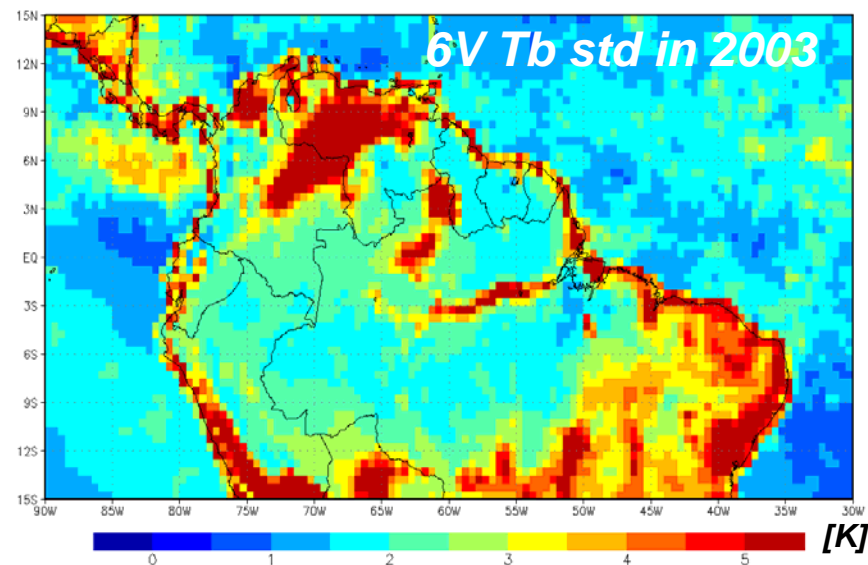 6V Tb std in 2003
15N
12N
9N
6N
3N
EQ
3S
6S
9S
12S
15S
90W 85W 80W 75W 70W 65W 60W 55W 50W 45W 40W 35W 30W
0 1 2 3 4 5 [K]